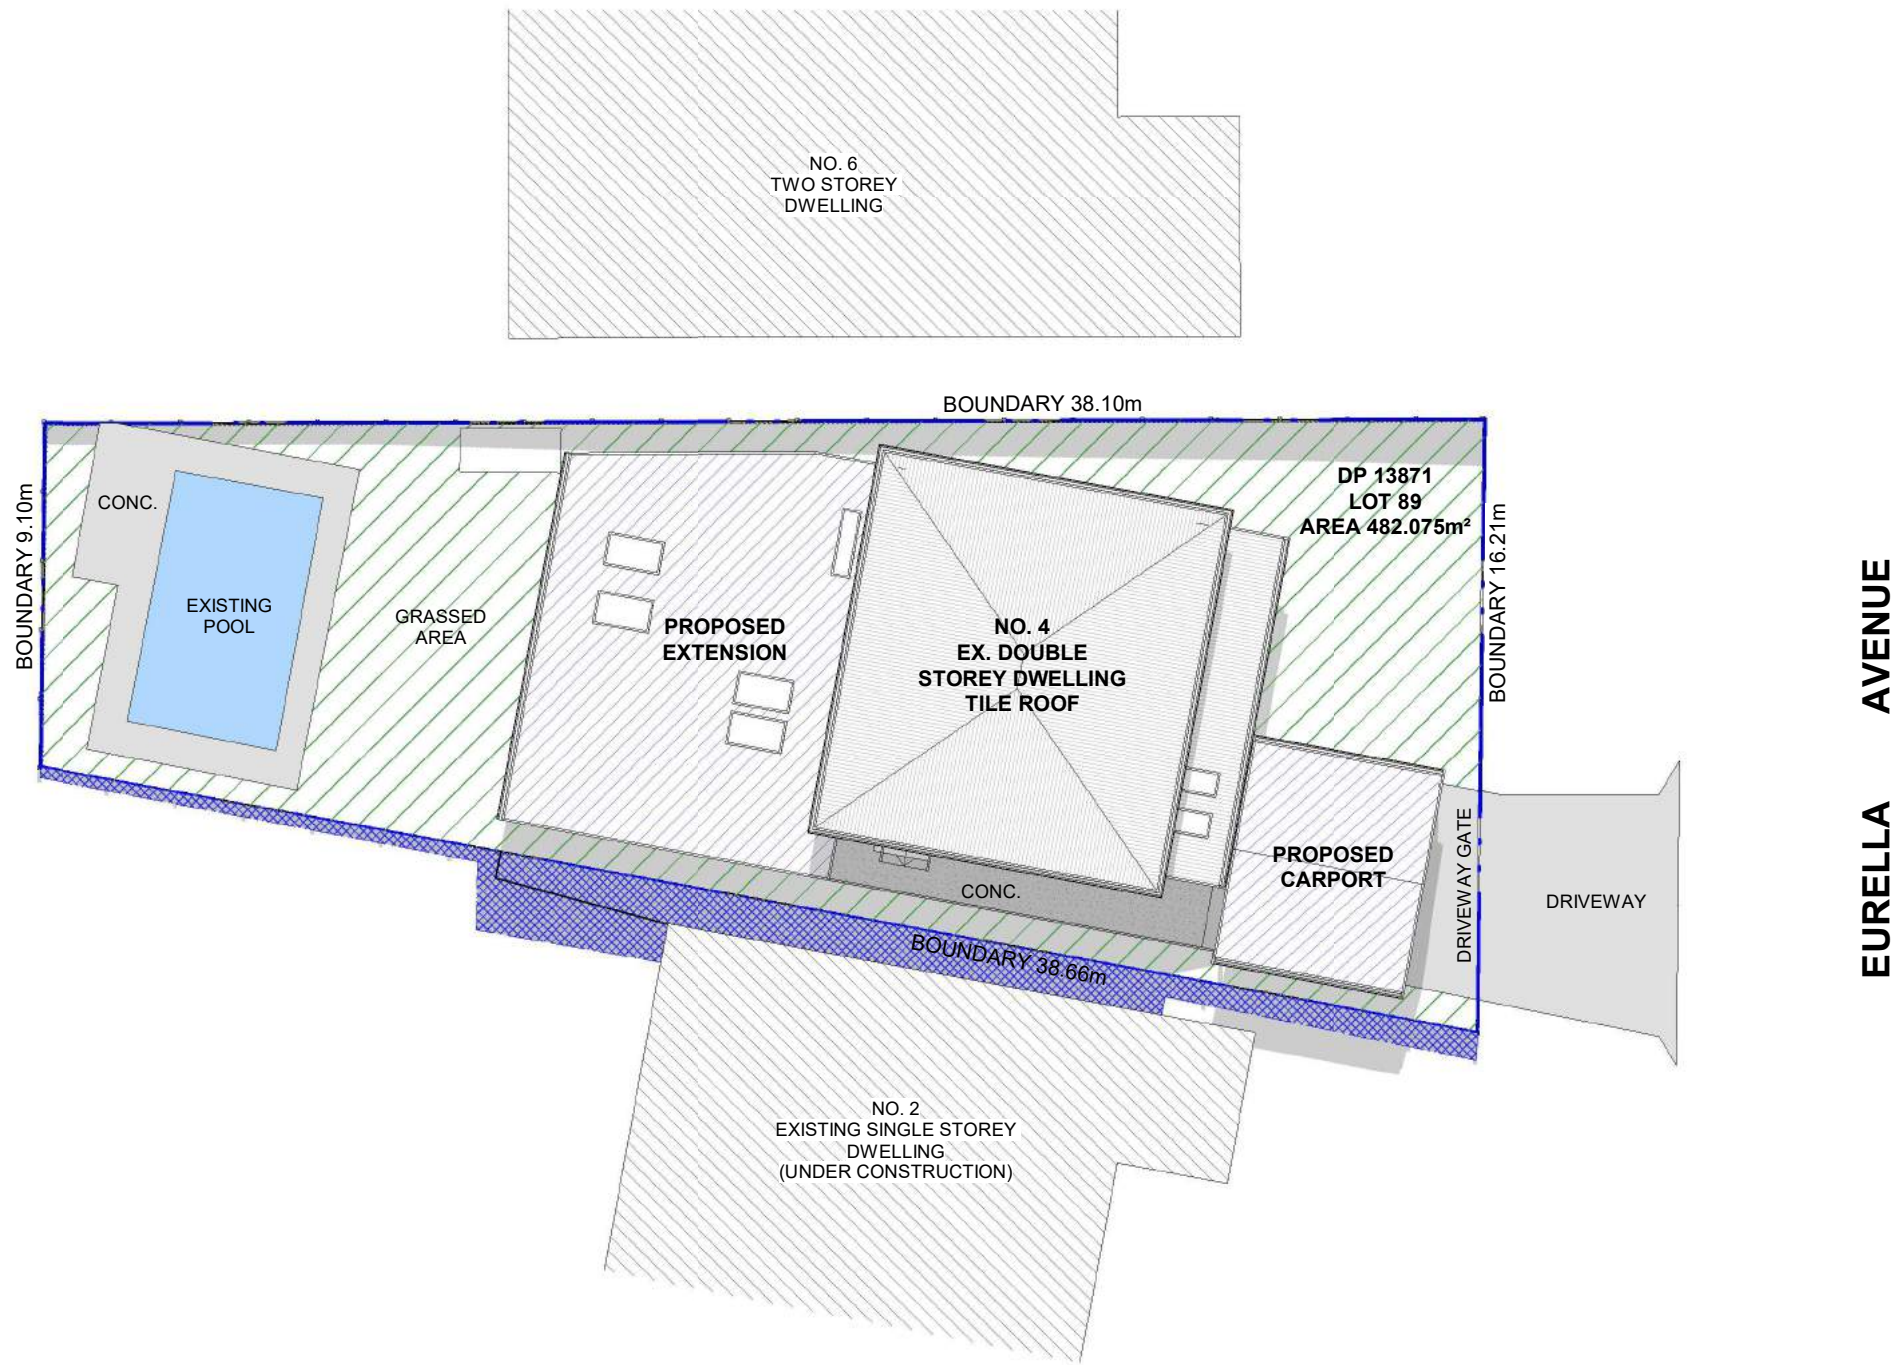 NO. 6
TWO STOREY
DWELLING
BOUNDARY 38.10m
DP 13871
LOT 89
AREA 482.075m²
CONC.
BOUNDARY 9.10m
EXISTING
POOL
GRASSED
AREA
PROPOSED
EXTENSION
NO. 4
EX. DOUBLE
STOREY DWELLING
TILE ROOF
BOUNDARY 16.21m
EURELLA AVENUE
PROPOSED
CARPORT
DRIVEWAY GATE
DRIVEWAY
CONC.
BOUNDARY 38.66m
NO. 2
EXISTING SINGLE STOREY
DWELLING
(UNDER CONSTRUCTION)